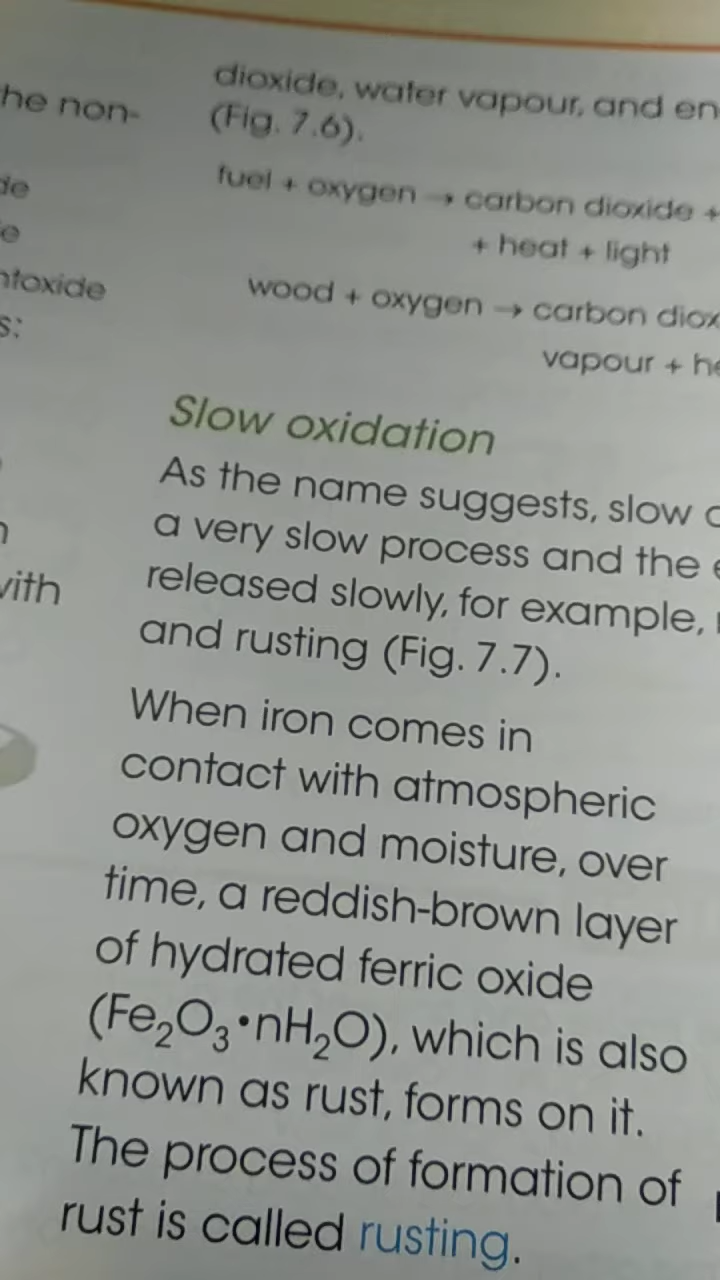 he non-
de
e
ntoxide
s:
n
vith
dioxide, water vapour, and en
(Fig. 7.6).
fuel + oxygen → carbon dioxide +
+ heat + light
wood + oxygen → carbon diox
vapour + he
Slow oxidation
As the name suggests, slow
a very slow process and the
released slowly, for example,
and rusting (Fig. 7.7).
When iron comes in
contact with atmospheric
oxygen and moisture, over
time, a reddish-brown layer
of hydrated ferric oxide
(Fe₂O₃•nH₂O), which is also
known as rust, forms on it.
The process of formation of
rust is called rusting.